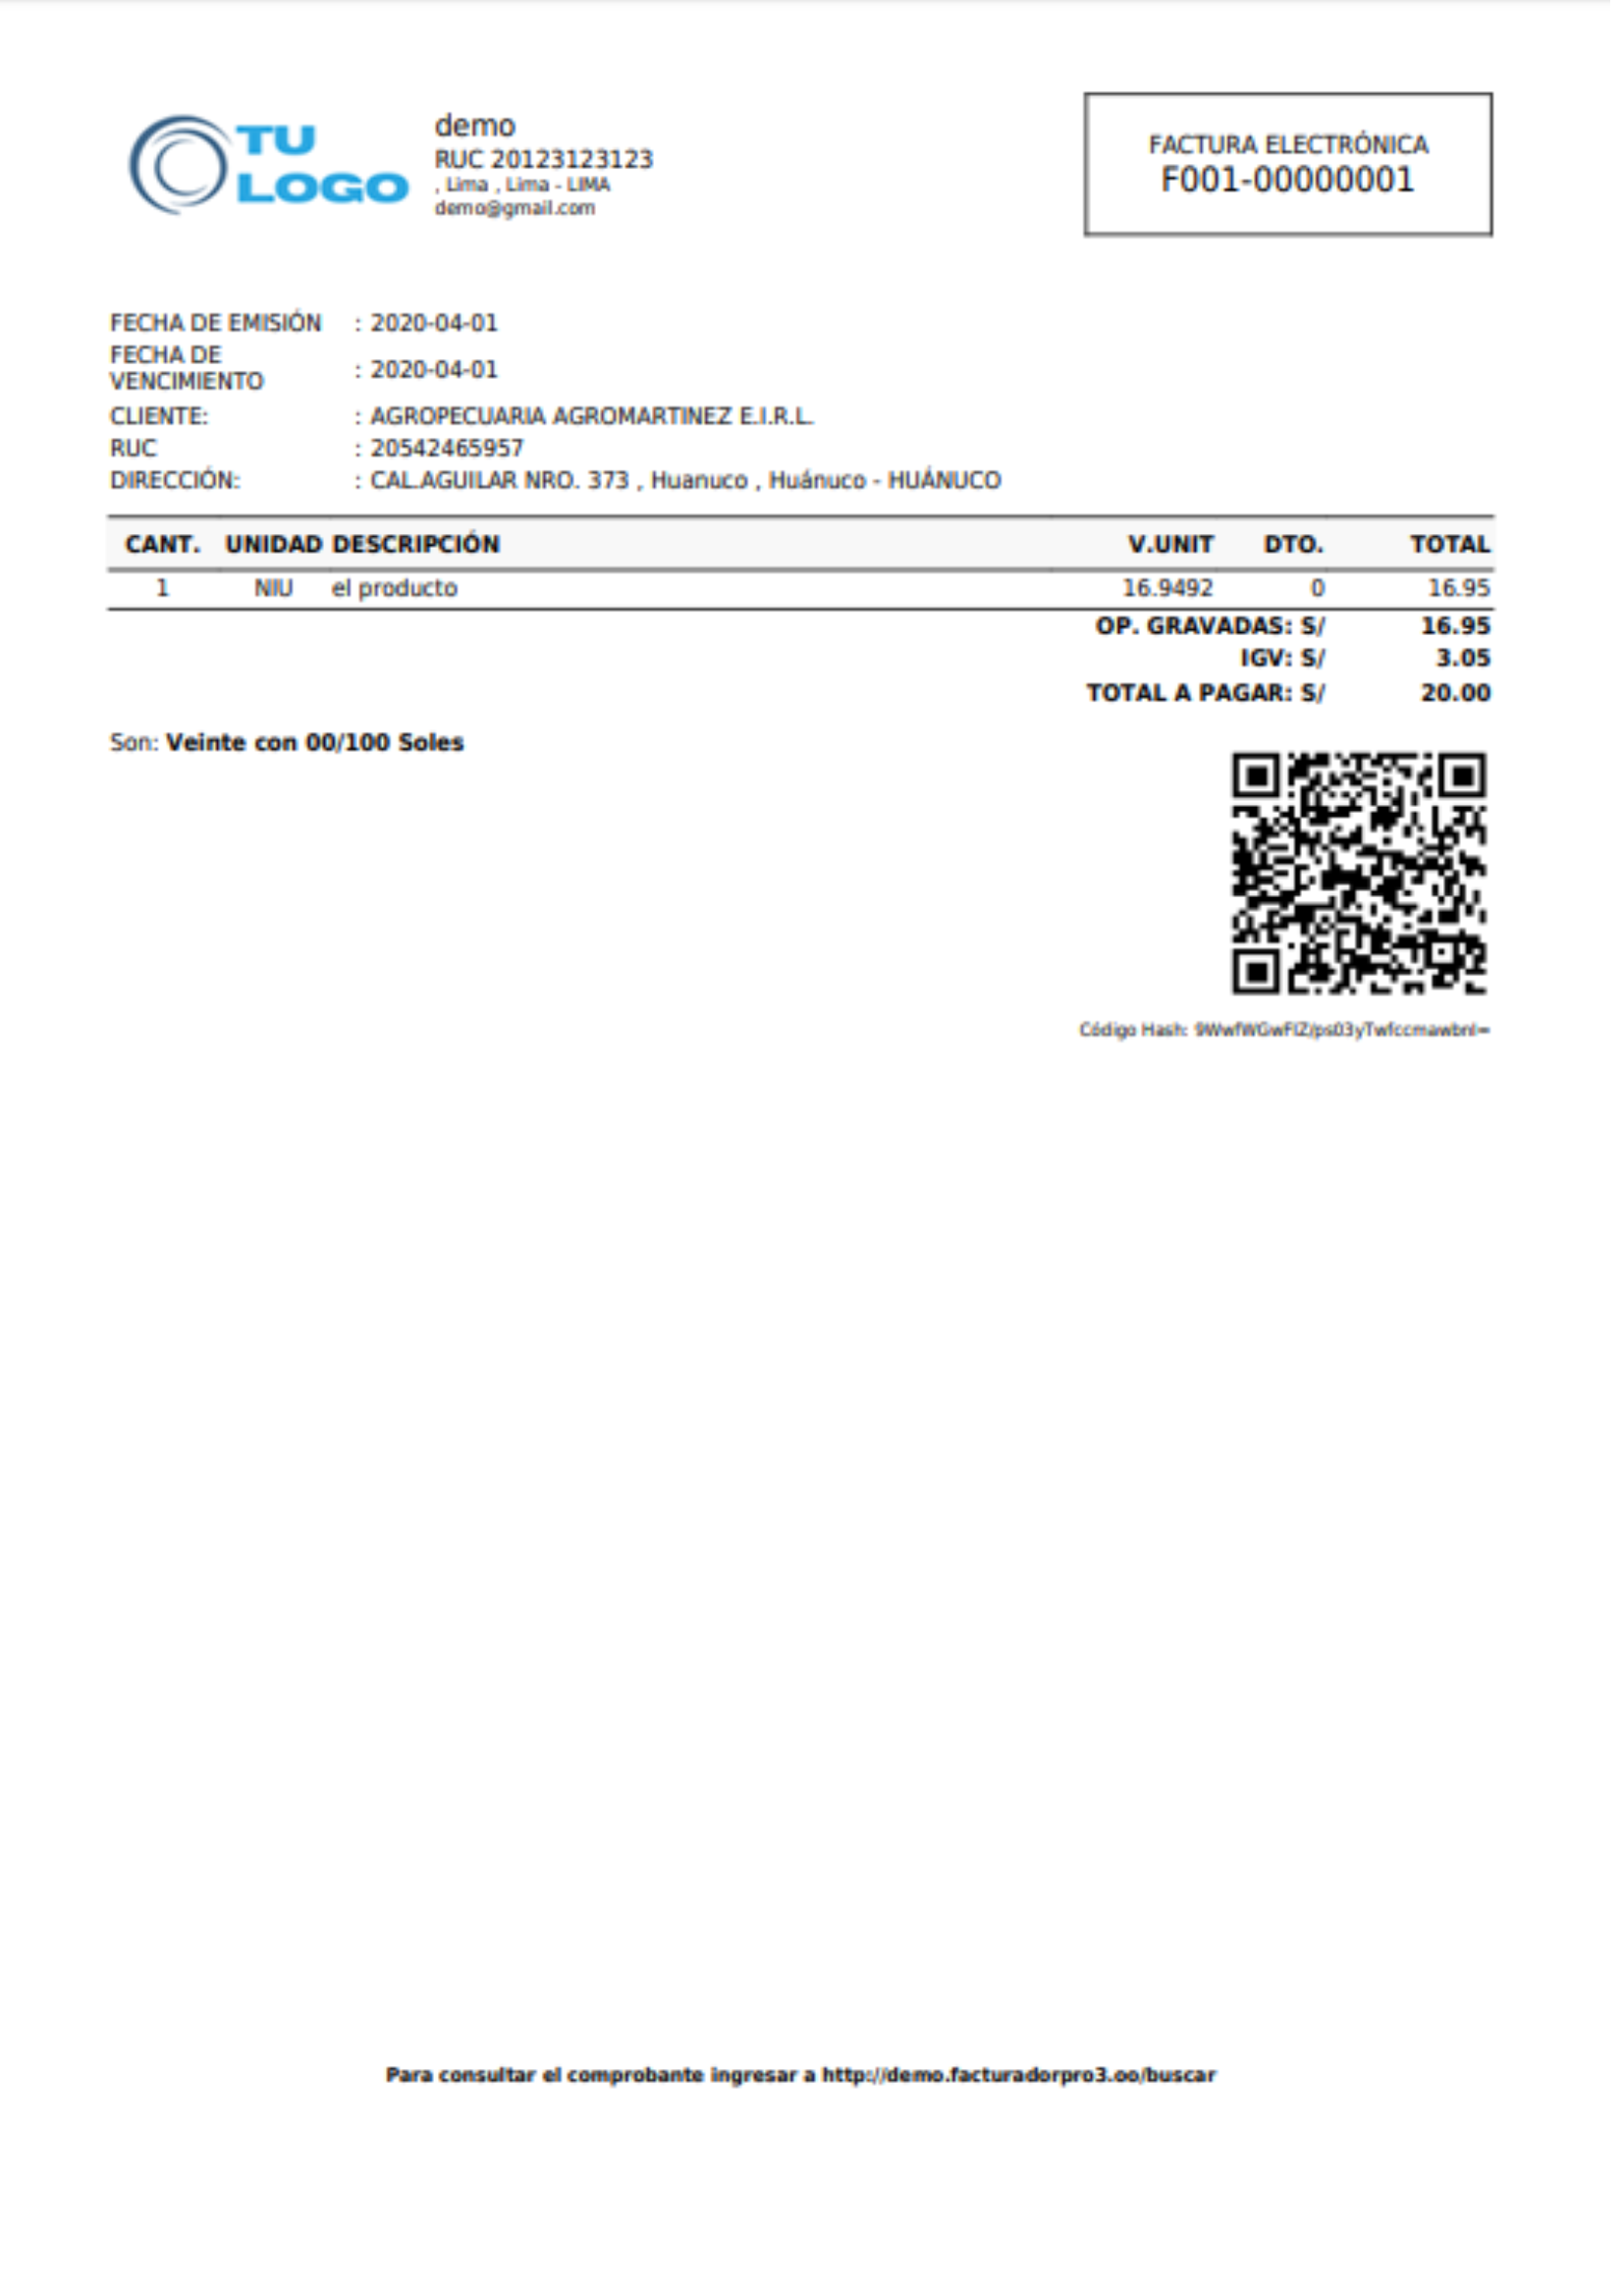 TU
LOGO
demo
RUC 20123123123
, Lima , Lima - LIMA
demo@gmail.com
FACTURA ELECTRÓNICA
F001-00000001
FECHA DE EMISIÓN : 2020-04-01
FECHA DE
VENCIMIENTO : 2020-04-01
CLIENTE: : AGROPECUARIA AGROMARTINEZ E.I.R.L.
RUC : 20542465957
DIRECCIÓN: : CAL.AGUILAR NRO. 373 , Huanuco , Huánuco - HUÁNUCO
CANT. UNIDAD DESCRIPCIÓN V.UNIT DTO. TOTAL
1 NIU el producto 16.9492 0 16.95
OP. GRAVADAS: S/ 16.95
IGV: S/ 3.05
TOTAL A PAGAR: S/ 20.00
Son: Veinte con 00/100 Soles
Código Hash:
Para consultar el comprobante ingresar a http://demo.facturadorpro3.oo/buscar